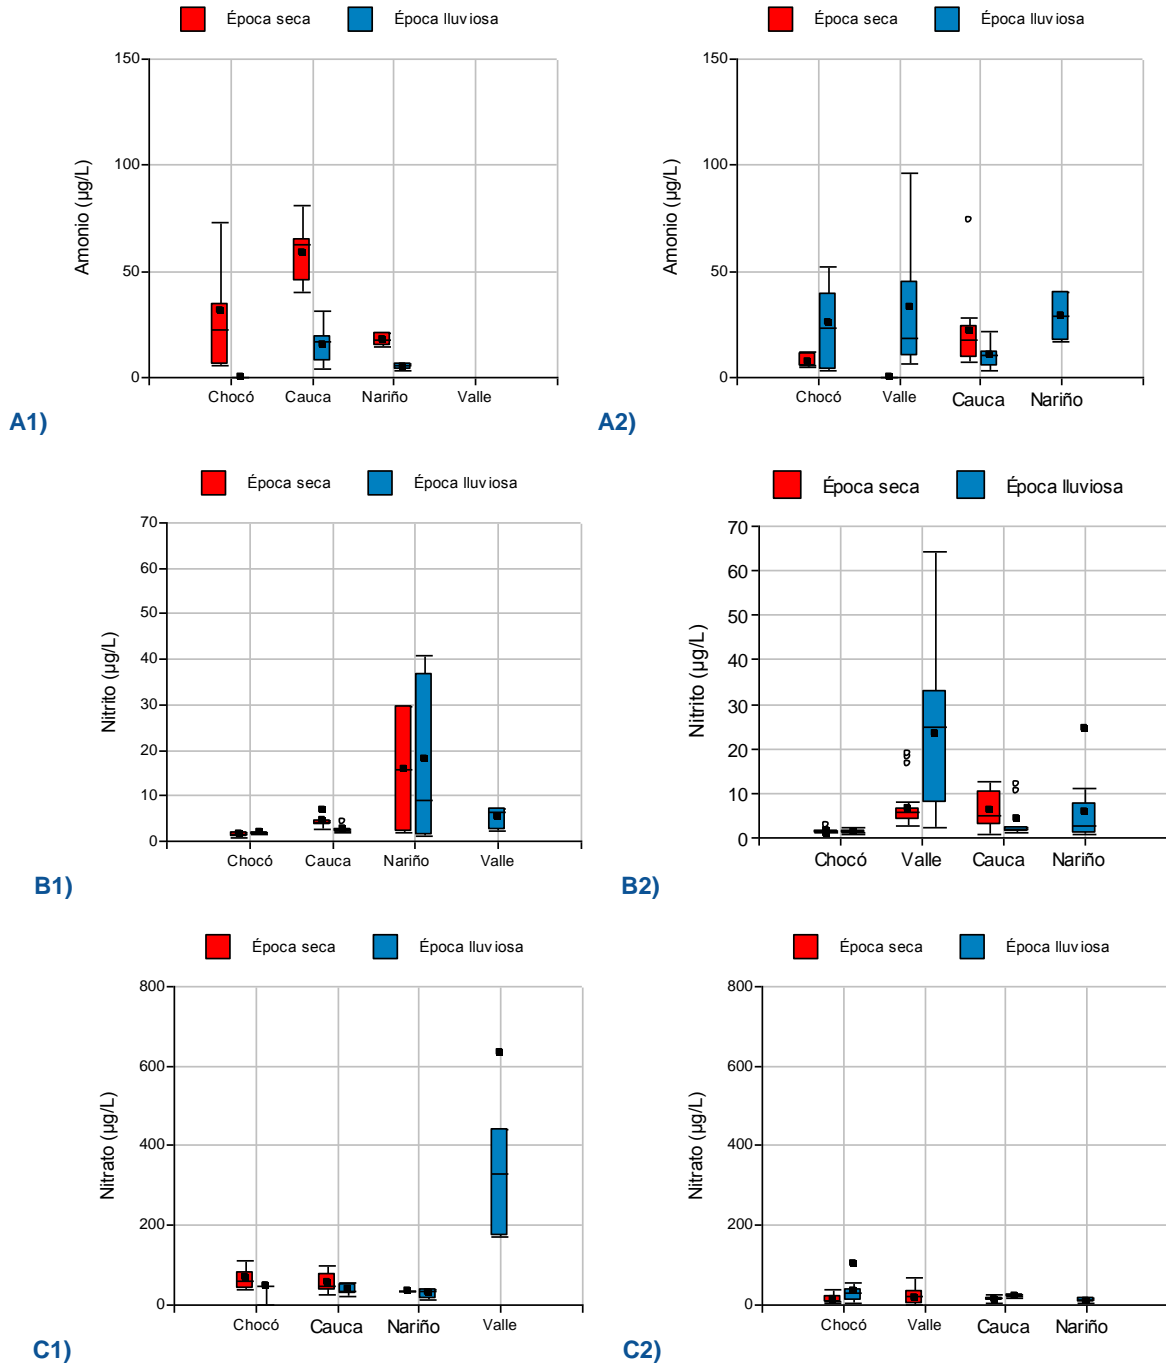 Época seca Época lluviosa
150
100
50
0
Amonio (µg/L)
Chocó Cauca Nariño Valle
A1)
Época seca Época lluviosa
150
100
50
0
Amonio (µg/L)
Chocó Valle Cauca Nariño
A2)
Época seca Época lluviosa
70
60
50
40
30
20
10
0
Nitrito (µg/L)
Chocó Cauca Nariño Valle
B1)
Época seca Época lluviosa
70
60
50
40
30
20
10
0
Nitrito (µg/L)
Chocó Valle Cauca Nariño
B2)
Época seca Época lluviosa
800
600
400
200
0
Nitrato (µg/L)
Chocó Cauca Nariño Valle
C1)
Época seca Época lluviosa
800
600
400
200
0
Nitrato (µg/L)
Chocó Valle Cauca Nariño
C2)